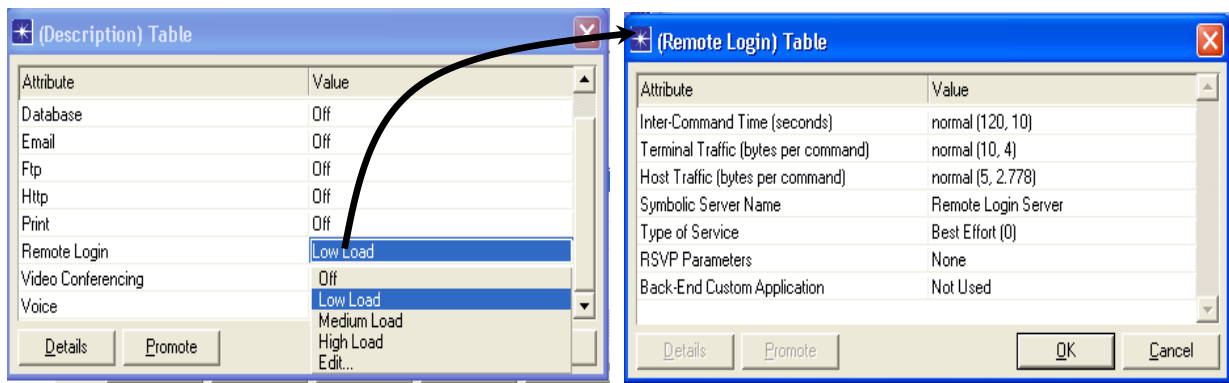 (Description) Table
Attribute Value
Database Off
Email Off
Ftp Off
Http Off
Print Off
Remote Login Low Load
Video Conferencing
Voice
Off
Low Load
Medium Load
High Load
Edit...
Details Promote
(Remote Login) Table
Attribute Value
Inter-Command Time (seconds) normal (120, 10)
Terminal Traffic (bytes per command) normal (10, 4)
Host Traffic (bytes per command) normal (5, 2.778)
Symbolic Server Name Remote Login Server
Type of Service Best Effort (0)
RSVP Parameters None
Back-End Custom Application Not Used
Details Promote OK Cancel